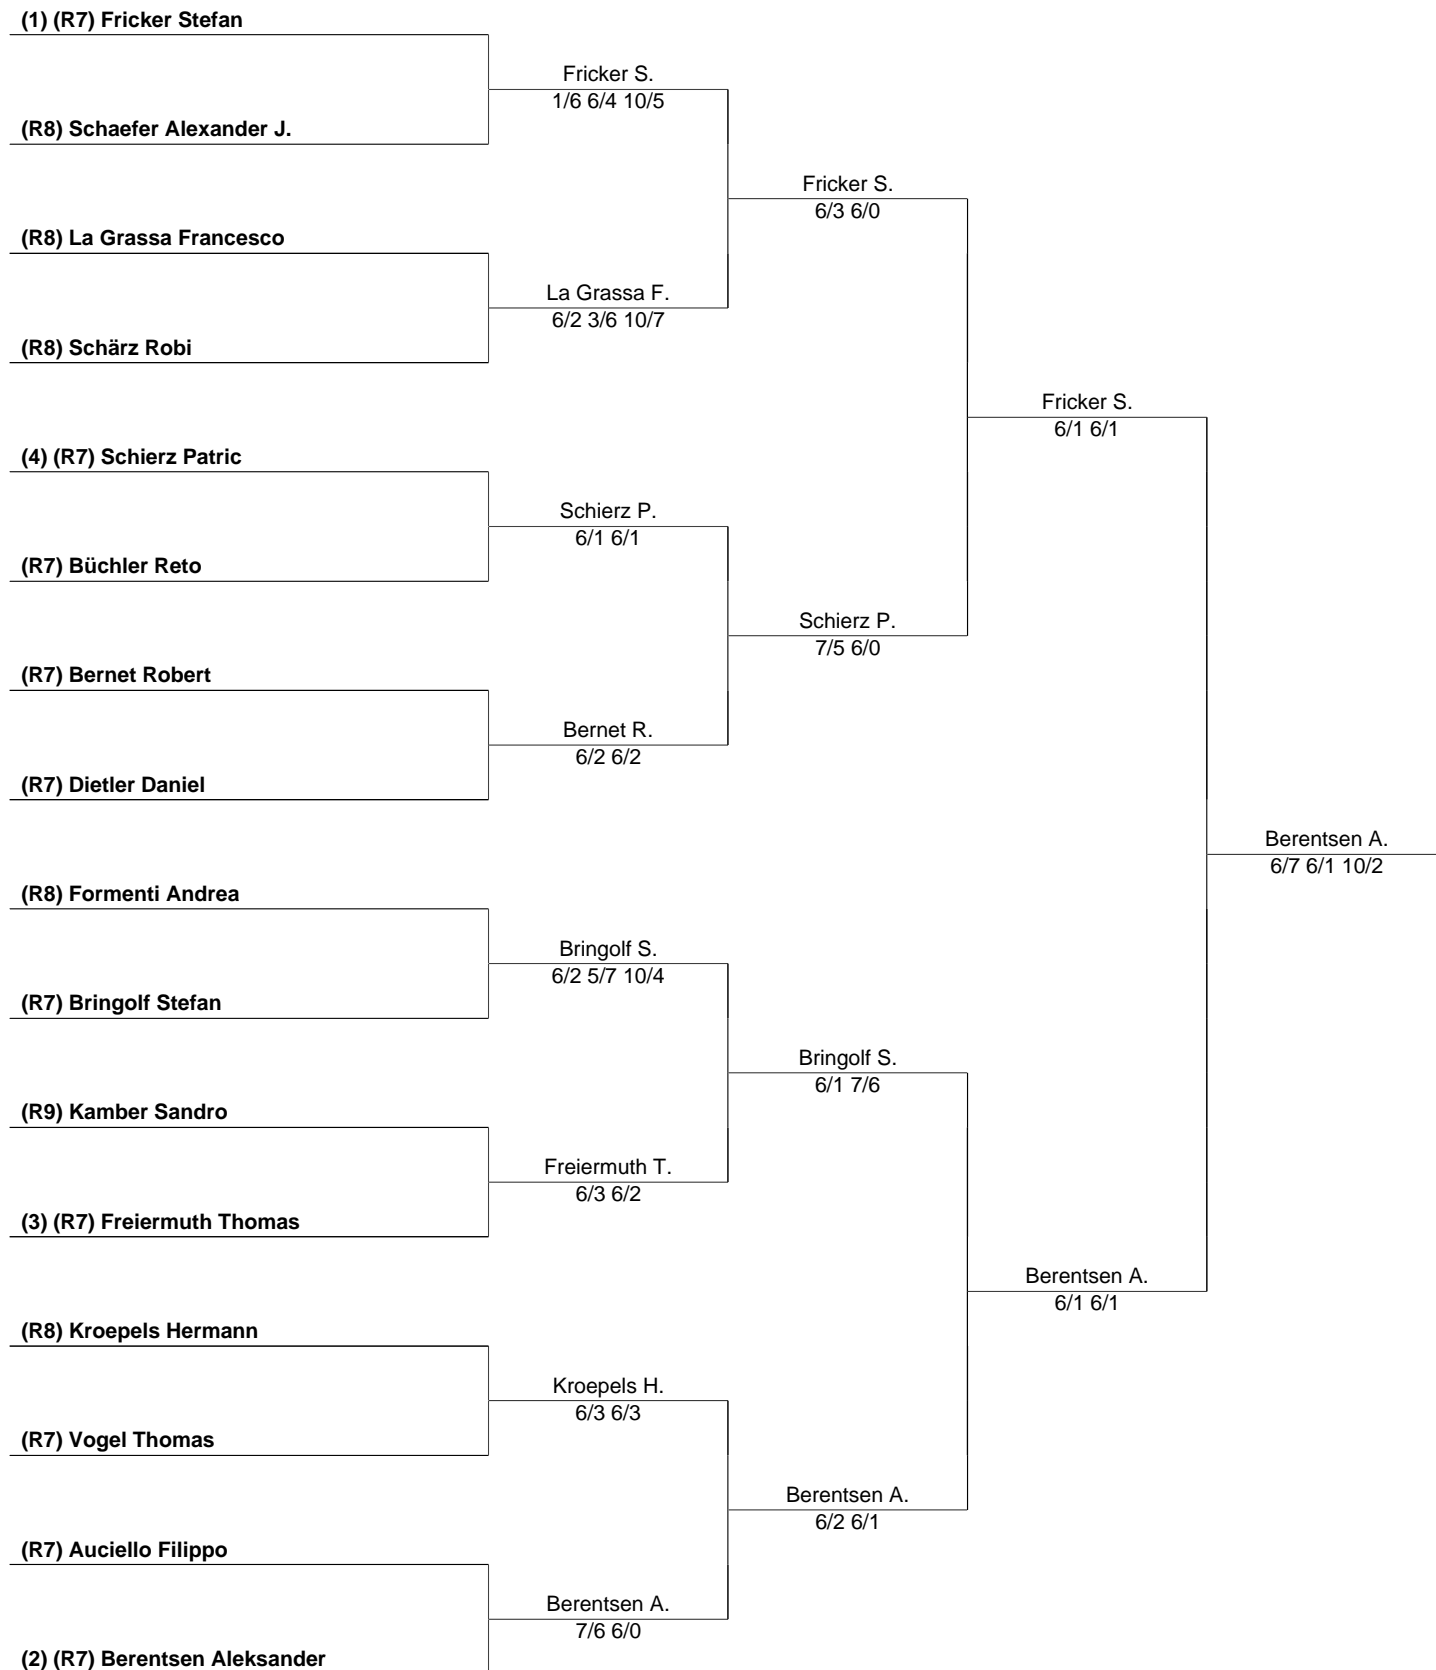 (1) (R7) Fricker Stefan
Fricker S.
1/6 6/4 10/5
(R8) Schaefer Alexander J.
Fricker S.
6/3 6/0
(R8) La Grassa Francesco
La Grassa F.
6/2 3/6 10/7
(R8) Schärz Robi
Fricker S.
6/1 6/1
(4) (R7) Schierz Patric
Schierz P.
6/1 6/1
(R7) Büchler Reto
Schierz P.
7/5 6/0
(R7) Bernet Robert
Bernet R.
6/2 6/2
(R7) Dietler Daniel
Berentsen A.
6/7 6/1 10/2
(R8) Formenti Andrea
Bringolf S.
6/2 5/7 10/4
(R7) Bringolf Stefan
Bringolf S.
6/1 7/6
(R9) Kamber Sandro
Freiermuth T.
6/3 6/2
(3) (R7) Freiermuth Thomas
Berentsen A.
6/1 6/1
(R8) Kroepels Hermann
Kroepels H.
6/3 6/3
(R7) Vogel Thomas
Berentsen A.
6/2 6/1
(R7) Auciello Filippo
Berentsen A.
7/6 6/0
(2) (R7) Berentsen Aleksander